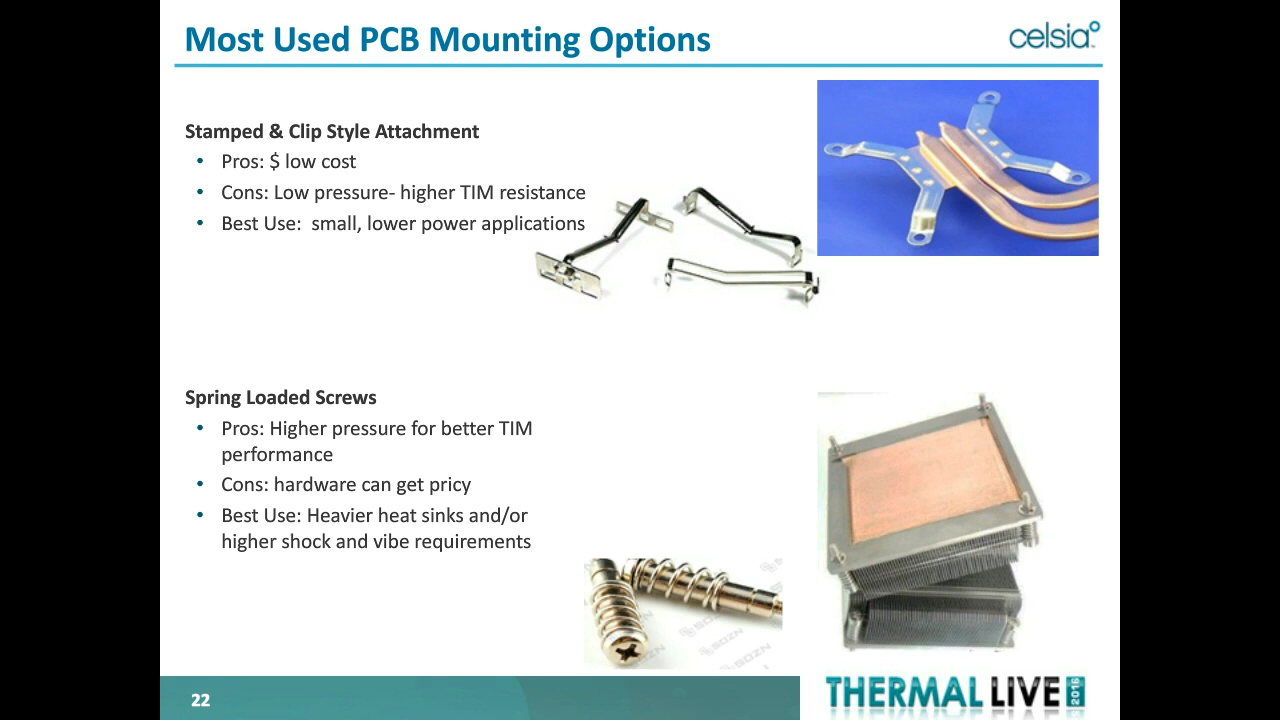 Most Used PCB Mounting Options
celsia
Stamped & Clip Style Attachment
• Pros: $ low cost
• Cons: Low pressure- higher TIM resistance
• Best Use: small, lower power applications
Spring Loaded Screws
• Pros: Higher pressure for better TIM
performance
• Cons: hardware can get pricy
• Best Use: Heavier heat sinks and/or
higher shock and vibe requirements
SDZN
SDZN
22
THERMAL LIVE 2016